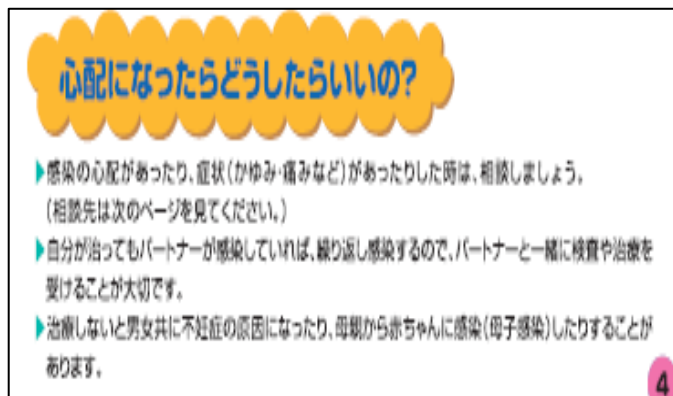 心配になったらどうしたらいいの?
▶感染の心配があったり、症状(かゆみ・痛みなど)があったりした時は、相談しましょう。
(相談先は次のページを見てください。)
▶自分が治ってもパートナーが感染していれば、繰り返し感染するので、パートナーと一緒に検査や治療を
受けることが大切です。
▶治療しないと男女共に不妊症の原因になったり、母親から赤ちゃんに感染(母子感染)したりすることが
あります。
4